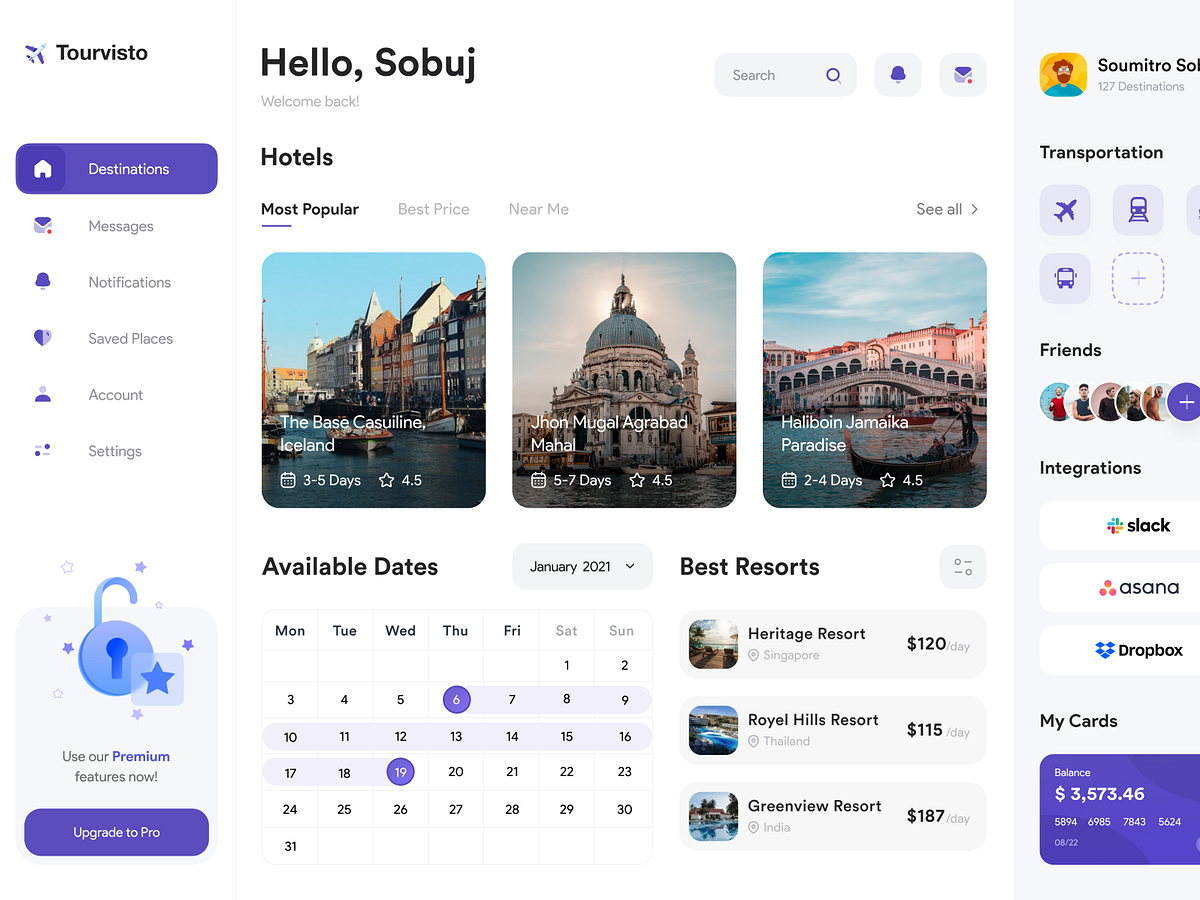 Tourvisto
Destinations
Messages
Notifications
Saved Places
Account
Settings
Use our Premium
features now!
Upgrade to Pro
Hello, Sobuj
Welcome back!
Search
Hotels
Most Popular
Best Price
Near Me
See all
The Base Casuiline,
Iceland
3-5 Days
4.5
Jhon Mugal Agrabad
Mahal
5-7 Days
4.5
Haliboin Jamaika
Paradise
2-4 Days
4.5
Available Dates
January 2021
Mon Tue Wed Thu Fri Sat Sun
1 2
3 4 5 6 7 8 9
10 11 12 13 14 15 16
17 18 19 20 21 22 23
24 25 26 27 28 29 30
31
Best Resorts
Heritage Resort
Singapore
$120/day
Royel Hills Resort
Thailand
$115 /day
Greenview Resort
India
$187/day
Soumitro
127 Destinations
Transportation
Friends
Integrations
slack
asana
Dropbox
My Cards
Balance
$ 3,573.46
5894 6985 7843 5624
08/22